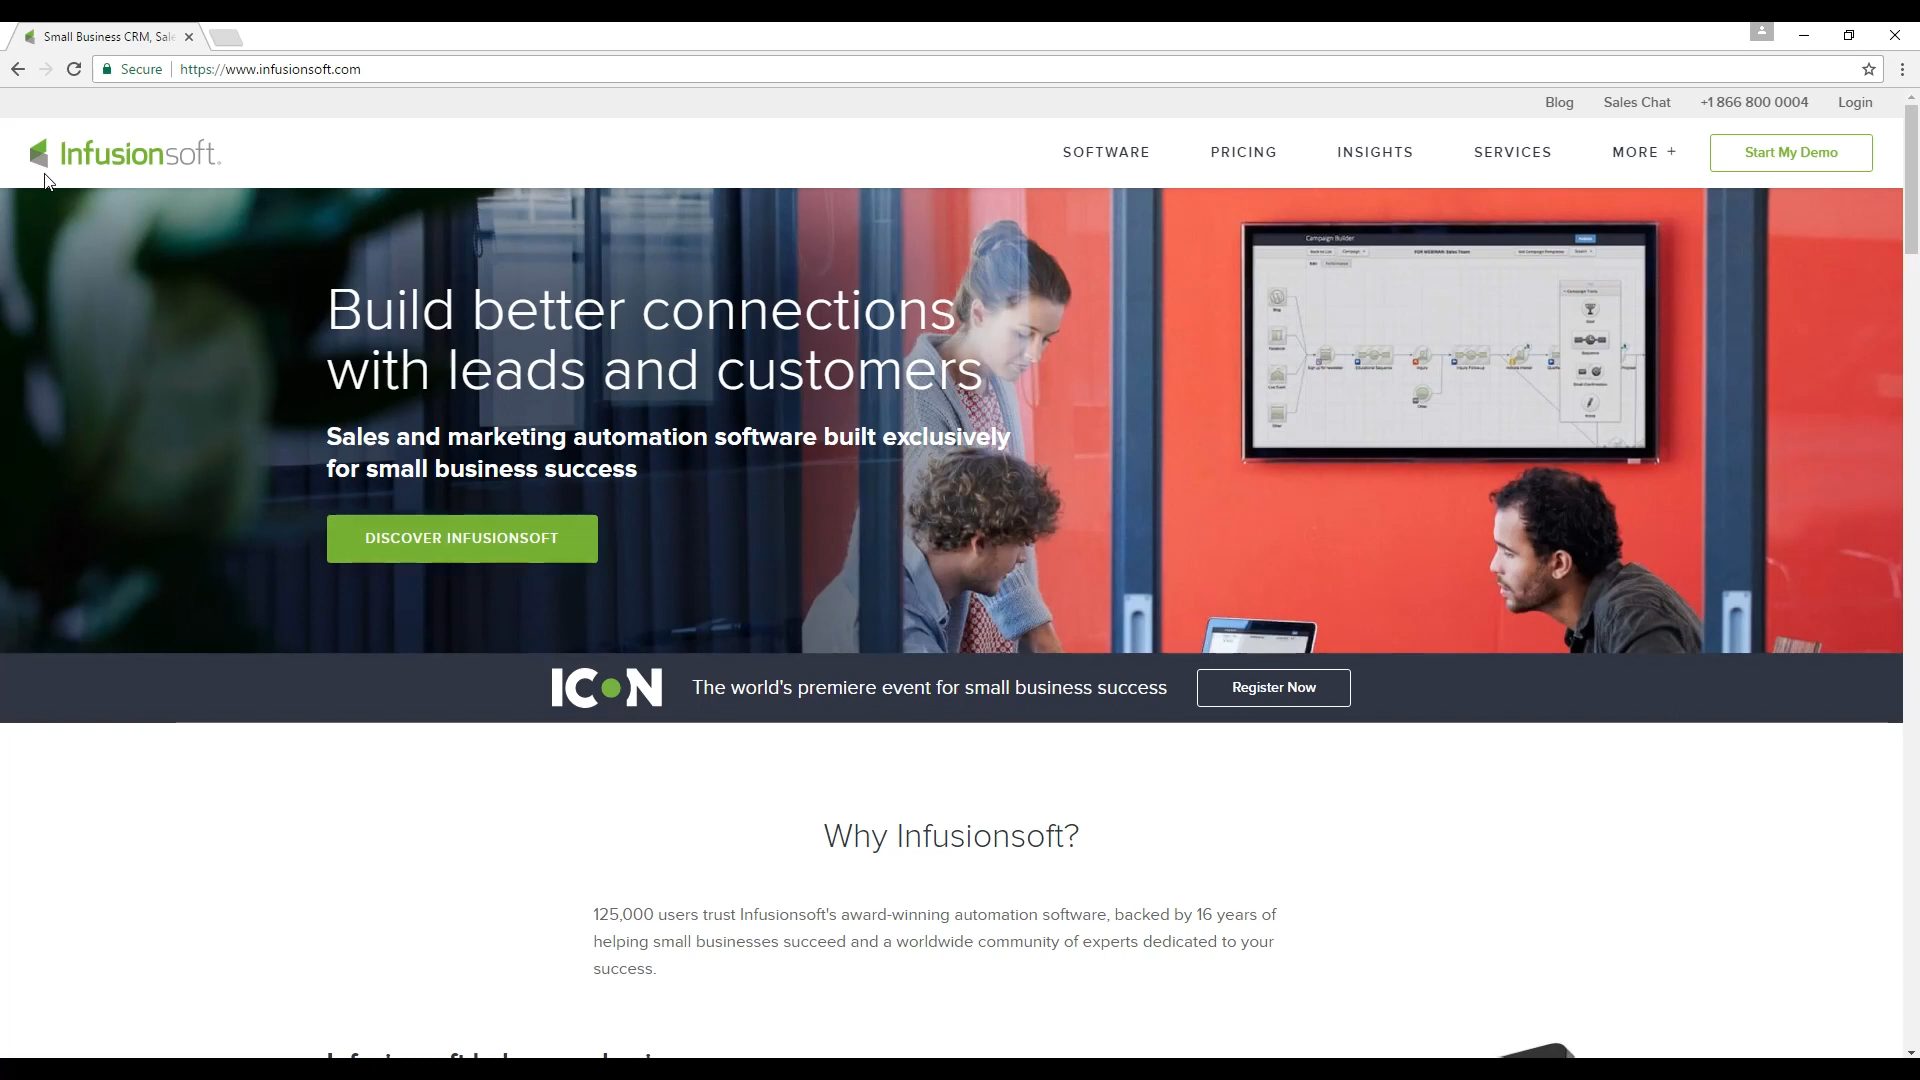 Small Business CRM, Sale
Secure https://www.infusionsoft.com
Blog Sales Chat +1 866 800 0004 Login
Infusionsoft.
SOFTWARE PRICING INSIGHTS SERVICES MORE + Start My Demo
Campaign Builder
Build better connections
with leads and customers
Sales and marketing automation software built exclusively
for small business success
DISCOVER INFUSIONSOFT
ICON The world's premiere event for small business success Register Now
Why Infusionsoft?
125,000 users trust Infusionsoft's award-winning automation software, backed by 16 years of
helping small businesses succeed and a worldwide community of experts dedicated to your
success.